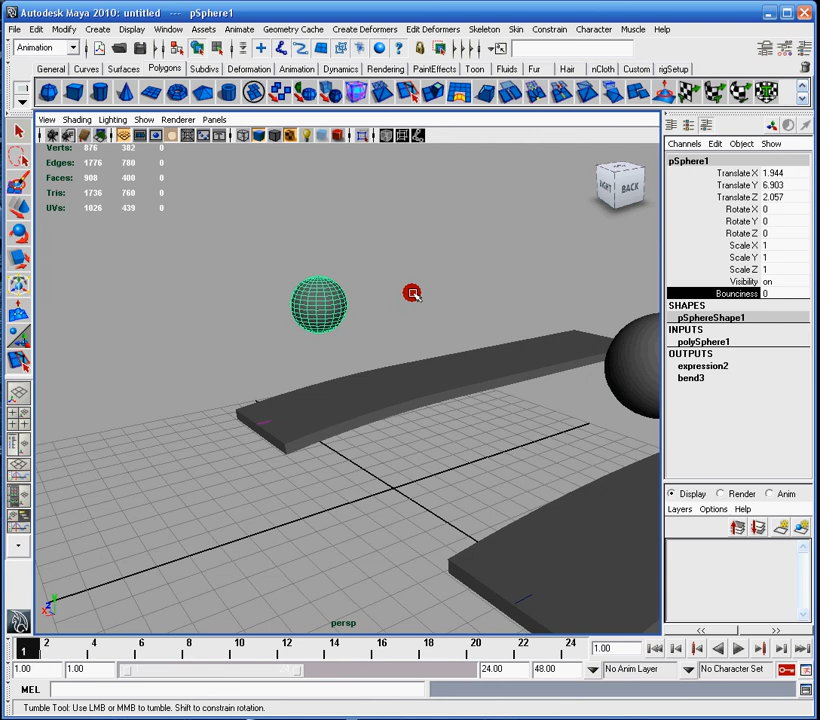 Autodesk Maya 2010: untitled --- pSphere1
File Edit Modify Create Display Window Assets Animate Geometry Cache Create Deformers Edit Deformers Skeleton Skin Constrain Character Muscle Help
Animation
General Curves Surfaces Polygons Subdivs Deformation Animation Dynamics Rendering PaintEffects Toon Fluids Fur Hair nCloth Custom rigSetup
View Shading Lighting Show Renderer Panels
Verts: 876 382 0
Edges: 1776 780 0
Faces: 908 400 0
Tris: 1736 760 0
UVs: 1026 439 0
BACK
persp
Channels Edit Object Show
pSphere1
Translate X 1.944
Translate Y 6.903
Translate Z 2.057
Rotate X 0
Rotate Y 0
Rotate Z 0
Scale X 1
Scale Y 1
Scale Z 1
Visibility on
Bounciness 0
SHAPES
pSphereShape1
INPUTS
polySphere1
OUTPUTS
expression2
bend3
Display Render Anim
Layers Options Help
<< >>
1 2 4 6 8 10 12 14 16 18 20 22 24 1.00
1.00 1.00 24.00 48.00 No Anim Layer No Character Set
MEL
Tumble Tool: Use LMB or MMB to tumble. Shift to constrain rotation.